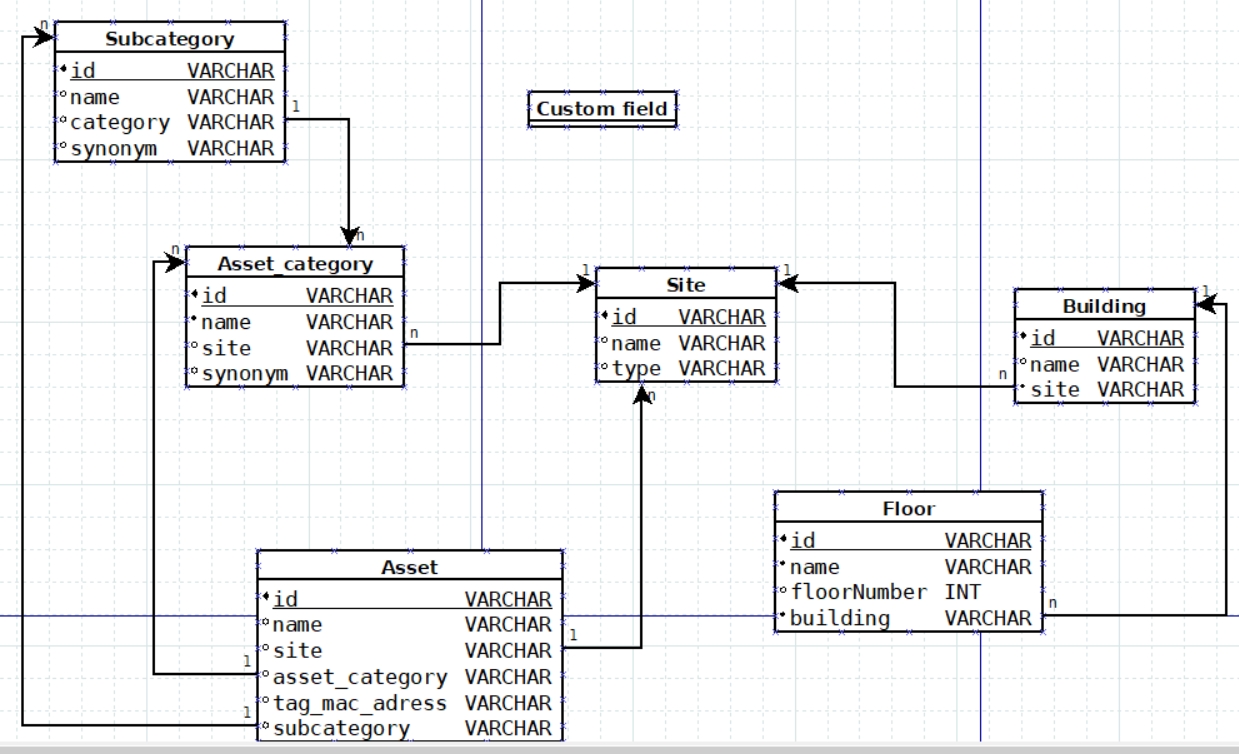 n
Subcategory
id VARCHAR
name VARCHAR
category VARCHAR
synonym VARCHAR
1
Custom field
n
n
Asset_category
id VARCHAR
name VARCHAR
site VARCHAR
synonym VARCHAR
n
1
Site
1
id VARCHAR
name VARCHAR
type VARCHAR
n
1
Building
id VARCHAR
name VARCHAR
site VARCHAR
n
Floor
id VARCHAR
name VARCHAR
floorNumber INT
building VARCHAR
n
Asset
id VARCHAR
name VARCHAR
site VARCHAR
1
asset_category VARCHAR
1
tag_mac_adress VARCHAR
subcategory VARCHAR
1